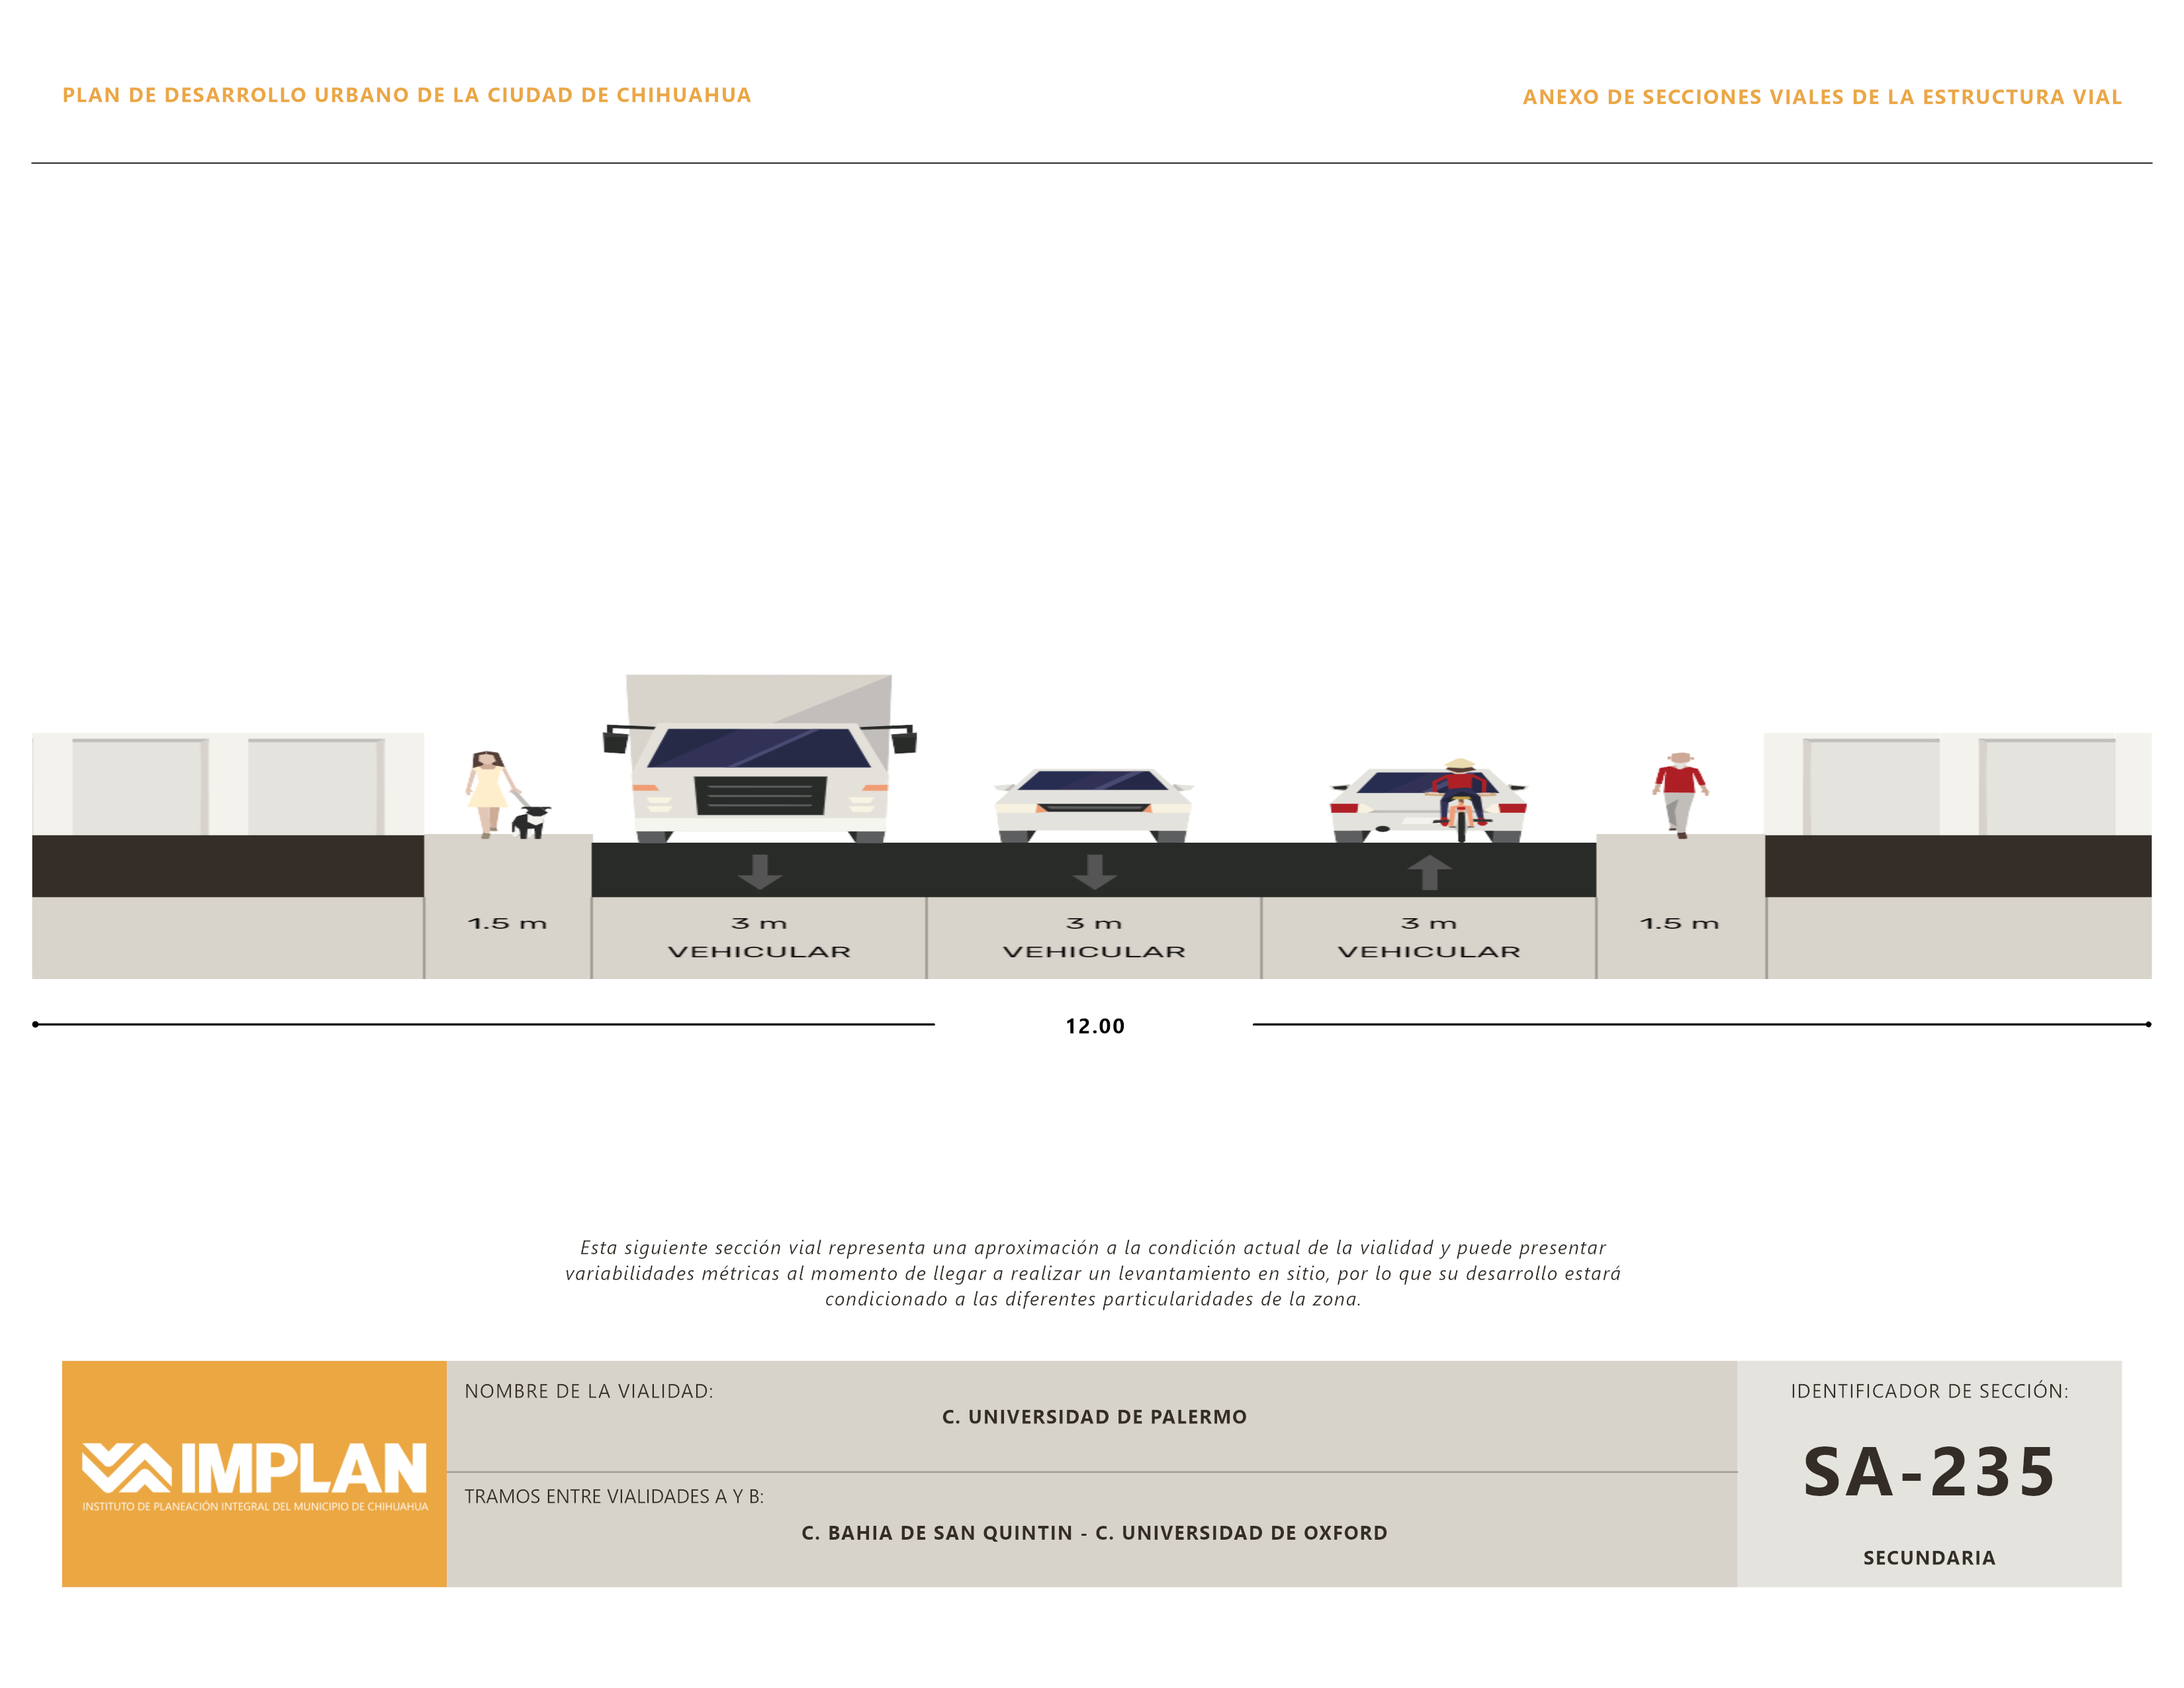 PLAN DE DESARROLLO URBANO DE LA CIUDAD DE CHIHUAHUA
ANEXO DE SECCIONES VIALES DE LA ESTRUCTURA VIAL
1.5 m
3 m
VEHICULAR
3 m
VEHICULAR
3 m
VEHICULAR
1.5 m
12.00
Esta siguiente sección vial representa una aproximación a la condición actual de la vialidad y puede presentar
variabilidades métricas al momento de llegar a realizar un levantamiento en sitio, por lo que su desarrollo estará
condicionado a las diferentes particularidades de la zona.
IMPLAN
INSTITUTO DE PLANEACIÓN INTEGRAL DEL MUNICIPIO DE CHIHUAHUA
NOMBRE DE LA VIALIDAD:
C. UNIVERSIDAD DE PALERMO
TRAMOS ENTRE VIALIDADES A Y B:
C. BAHIA DE SAN QUINTIN - C. UNIVERSIDAD DE OXFORD
IDENTIFICADOR DE SECCIÓN:
SA-235
SECUNDARIA